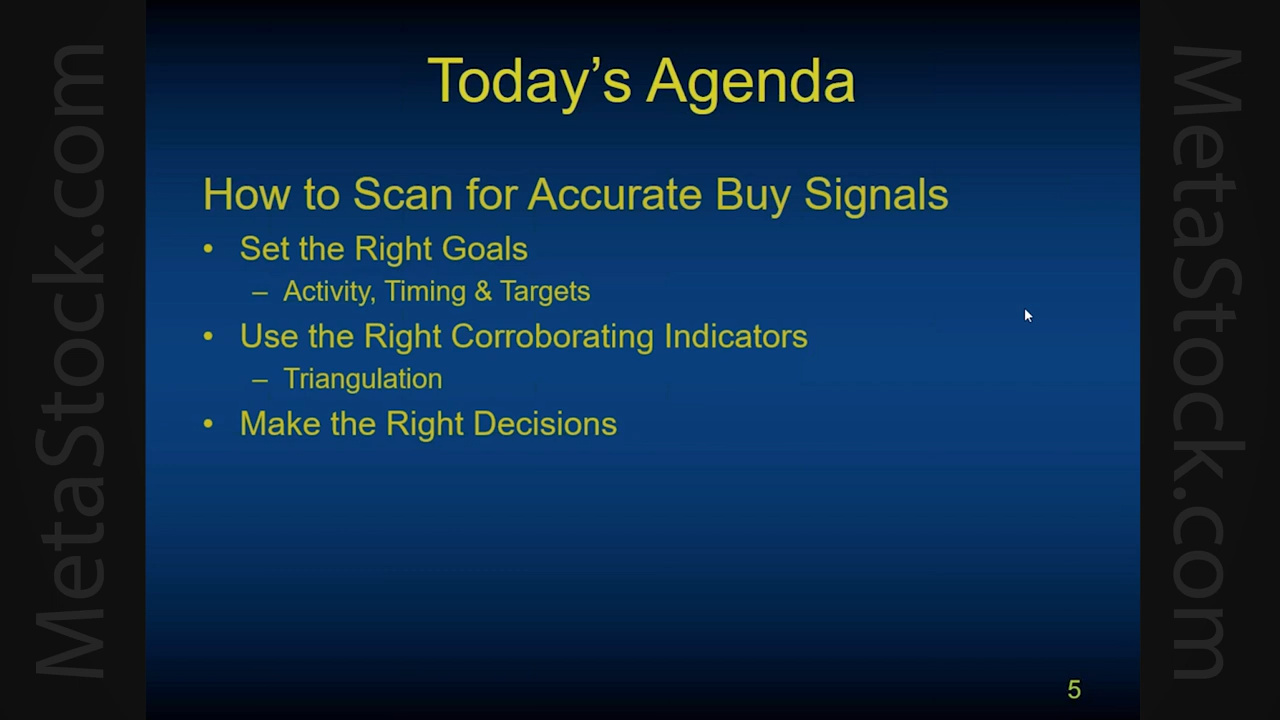 MetaStock.com
Today’s Agenda
How to Scan for Accurate Buy Signals
• Set the Right Goals
– Activity, Timing & Targets
• Use the Right Corroborating Indicators
– Triangulation
• Make the Right Decisions
5
MetaStock.com